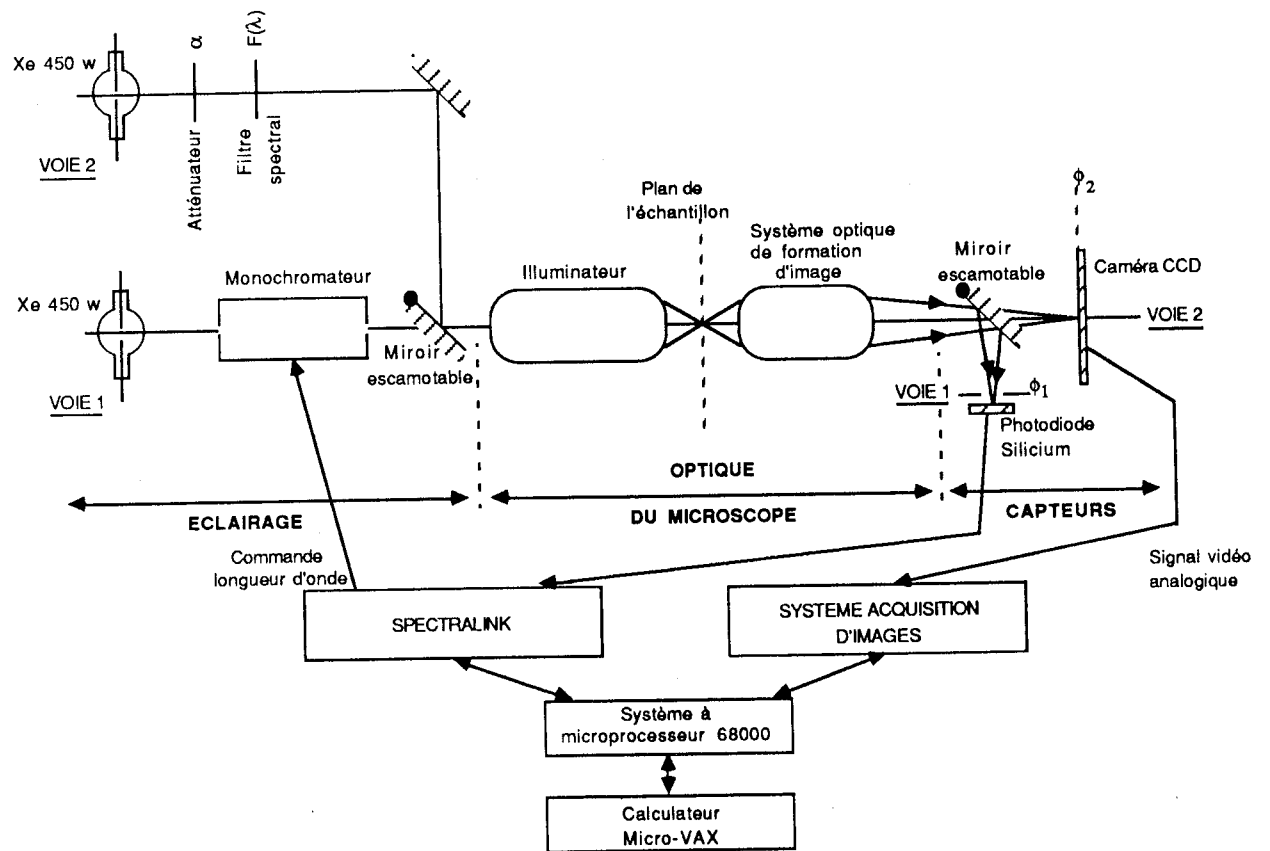 Xe 450 w
α
F(λ)
VOIE 2
Atténuateur
Filtre
spectral
Plan de
l'échantillon
Système optique
de formation
d'image
Miroir
escamotable
ϕ2
Caméra CCD
VOIE 2
Xe 450 w
Monochromateur
Illuminateur
Miroir
escamotable
VOIE 1
VOIE 1
ϕ1
Photodiode
Silicium
OPTIQUE
ECLAIRAGE
DU MICROSCOPE
CAPTEURS
Commande
longueur d'onde
Signal vidéo
analogique
SPECTRALINK
SYSTEME ACQUISITION
D'IMAGES
Système à
microprocesseur 68000
Calculateur
Micro-VAX